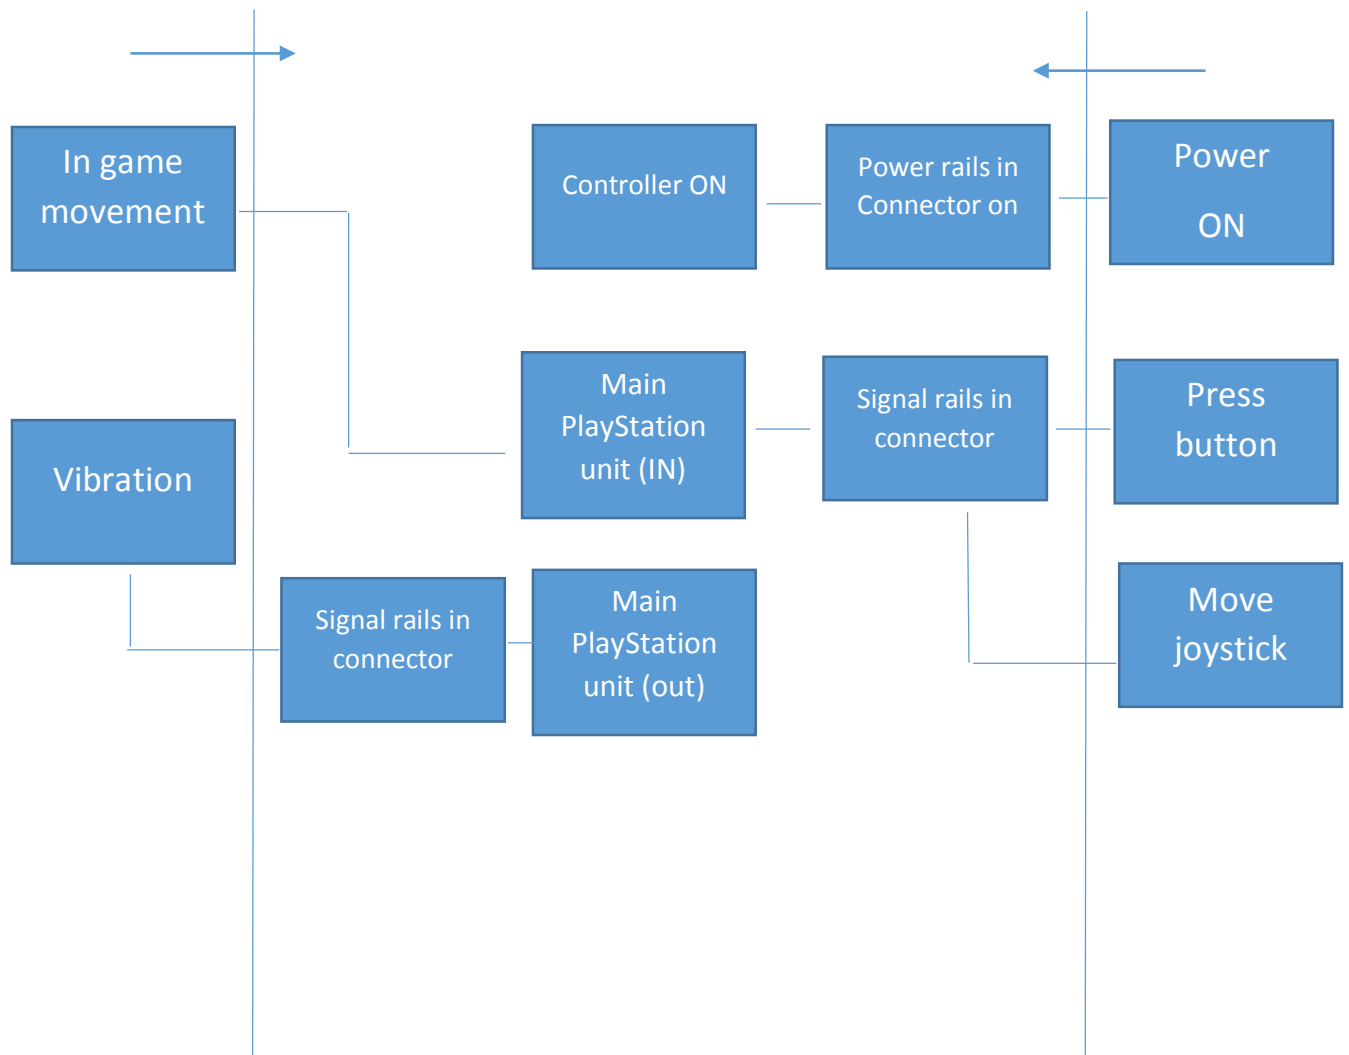 In game
movement
Controller ON
Power rails in
Connector on
Power
ON
Main
PlayStation
unit (IN)
Signal rails in
connector
Press
button
Vibration
Signal rails in
connector
Main
PlayStation
unit (out)
Move
joystick